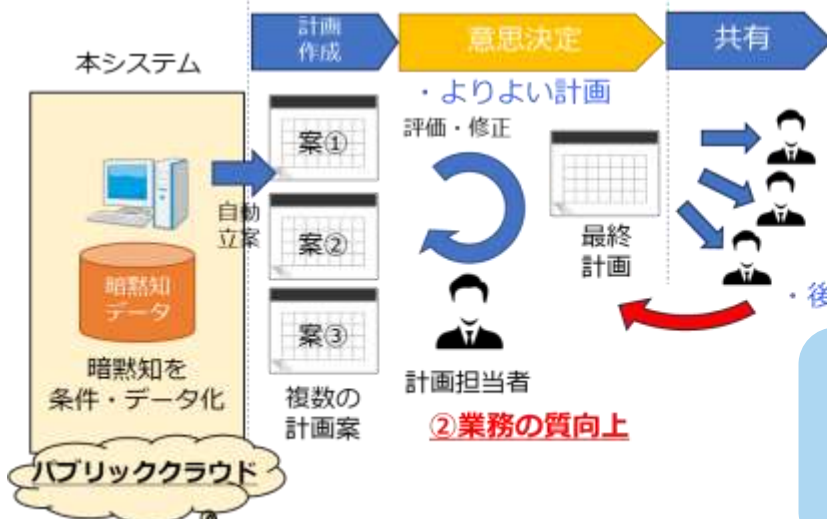 計画
作成
意思決定
共有
本システム
・よりよい計画
評価・修正
案①
自動
立案
案②
案③
暗黙知
データ
暗黙知を
条件・データ化
複数の
計画案
最終
計画
計画担当者
・後
②業務の質向上
パブリッククラウド